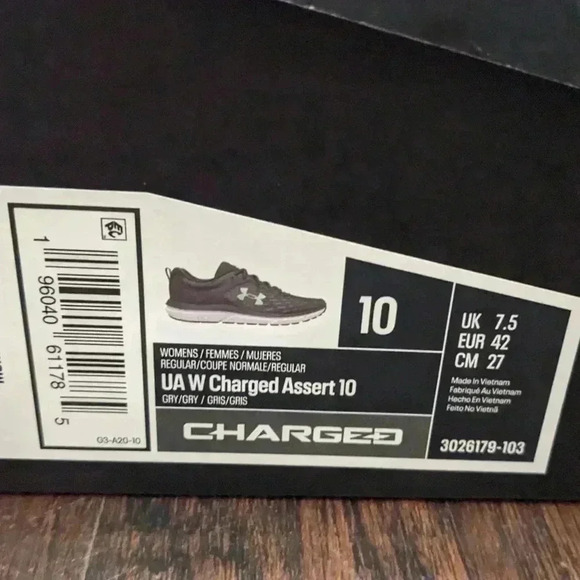 1 96040 61178 5
G3-A20-10
WOMENS / FEMMES / MUJERES
REGULAR/COUPE NORMALE/REGULAR
UA W Charged Assert 10
GRY/GRY / GRIS/GRIS
CHARGED
10
UK 7.5
EUR 42
CM 27
Made in Vietnam
Fabriqué Au Vietnam
Hecho En Vietnam
Feito No Vietnã
3026179-103